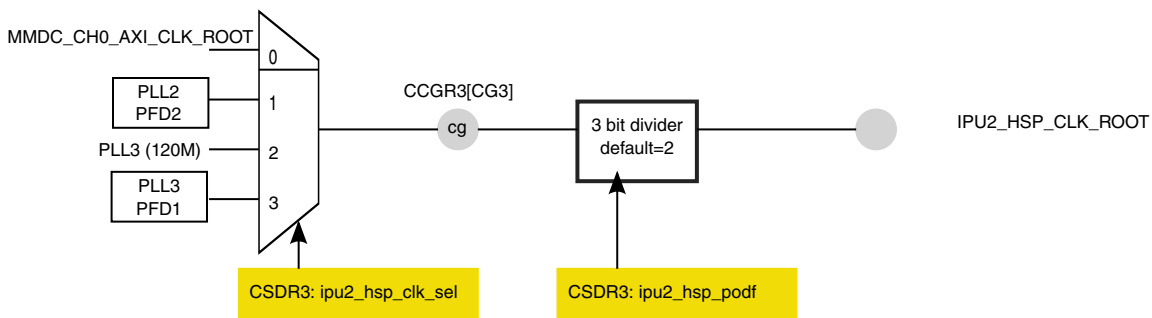 MMDC_CH0_AXI_CLK_ROOT
0
PLL2
PFD2
1
CCGR3[CG3]
cg
3 bit divider
default=2
IPU2_HSP_CLK_ROOT
PLL3 (120M)
2
PLL3
PFD1
3
CSDR3: ipu2_hsp_clk_sel
CSDR3: ipu2_hsp_podf